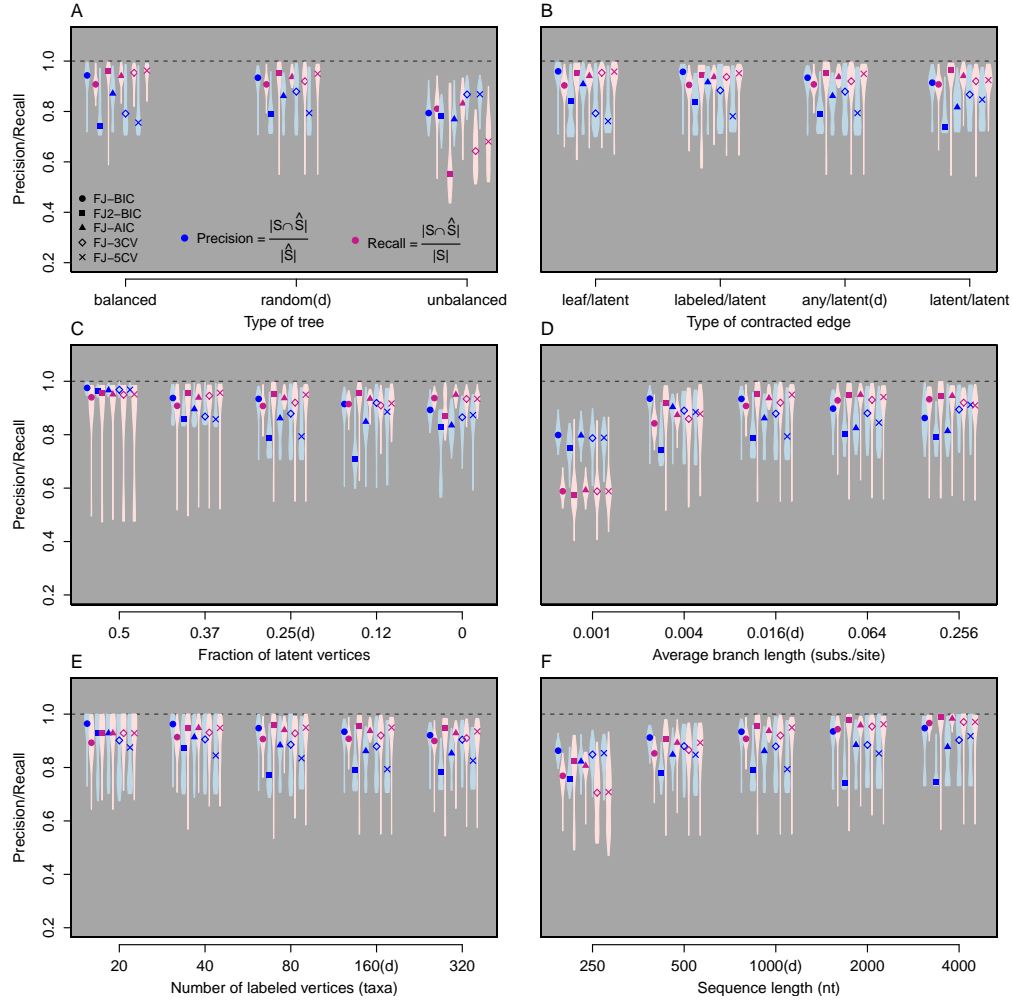 A
Precision/Recall
1.0
0.8
0.6
0.4
0.2
FJ−BIC
FJ2−BIC
FJ−AIC
FJ−3CV
FJ−5CV
Precision = |S∩Ŝ| / |Ŝ|
Recall = |S∩Ŝ| / |S|
balanced random(d) unbalanced
Type of tree
B
leaf/latent labeled/latent any/latent(d) latent/latent
Type of contracted edge
C
Precision/Recall
1.0
0.8
0.6
0.4
0.2
0.5 0.37 0.25(d) 0.12 0
Fraction of latent vertices
D
0.001 0.004 0.016(d) 0.064 0.256
Average branch length (subs./site)
E
Precision/Recall
1.0
0.8
0.6
0.4
0.2
20 40 80 160(d) 320
Number of labeled vertices (taxa)
F
250 500 1000(d) 2000 4000
Sequence length (nt)